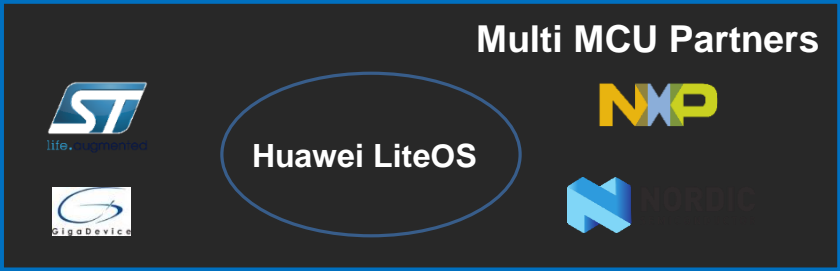 Multi MCU Partners
ST
life.augmented
NXP
Huawei LiteOS
GigaDevice
NORDIC